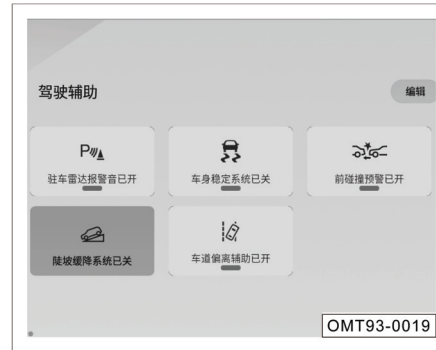 驾驶辅助
编辑
驻车雷达报警音已开
车身稳定系统已关
前碰撞预警已开
陡坡缓降系统已关
车道偏离辅助已开
OMT93-0019